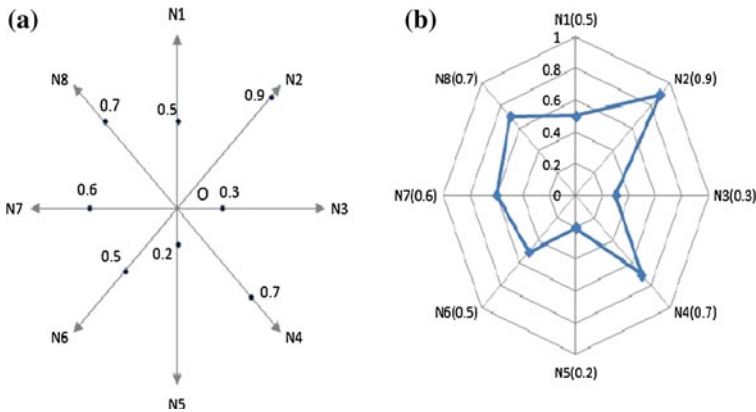 (a)
N1
N8
N2
0.7
0.5
0.9
N7
0.6
O
0.3
N3
0.5
0.2
0.7
N6
N4
N5
(b)
N1(0.5)
1
N8(0.7)
0.8
N2(0.9)
0.6
0.4
0.2
N7(0.6)
0
N3(0.3)
N6(0.5)
N4(0.7)
N5(0.2)